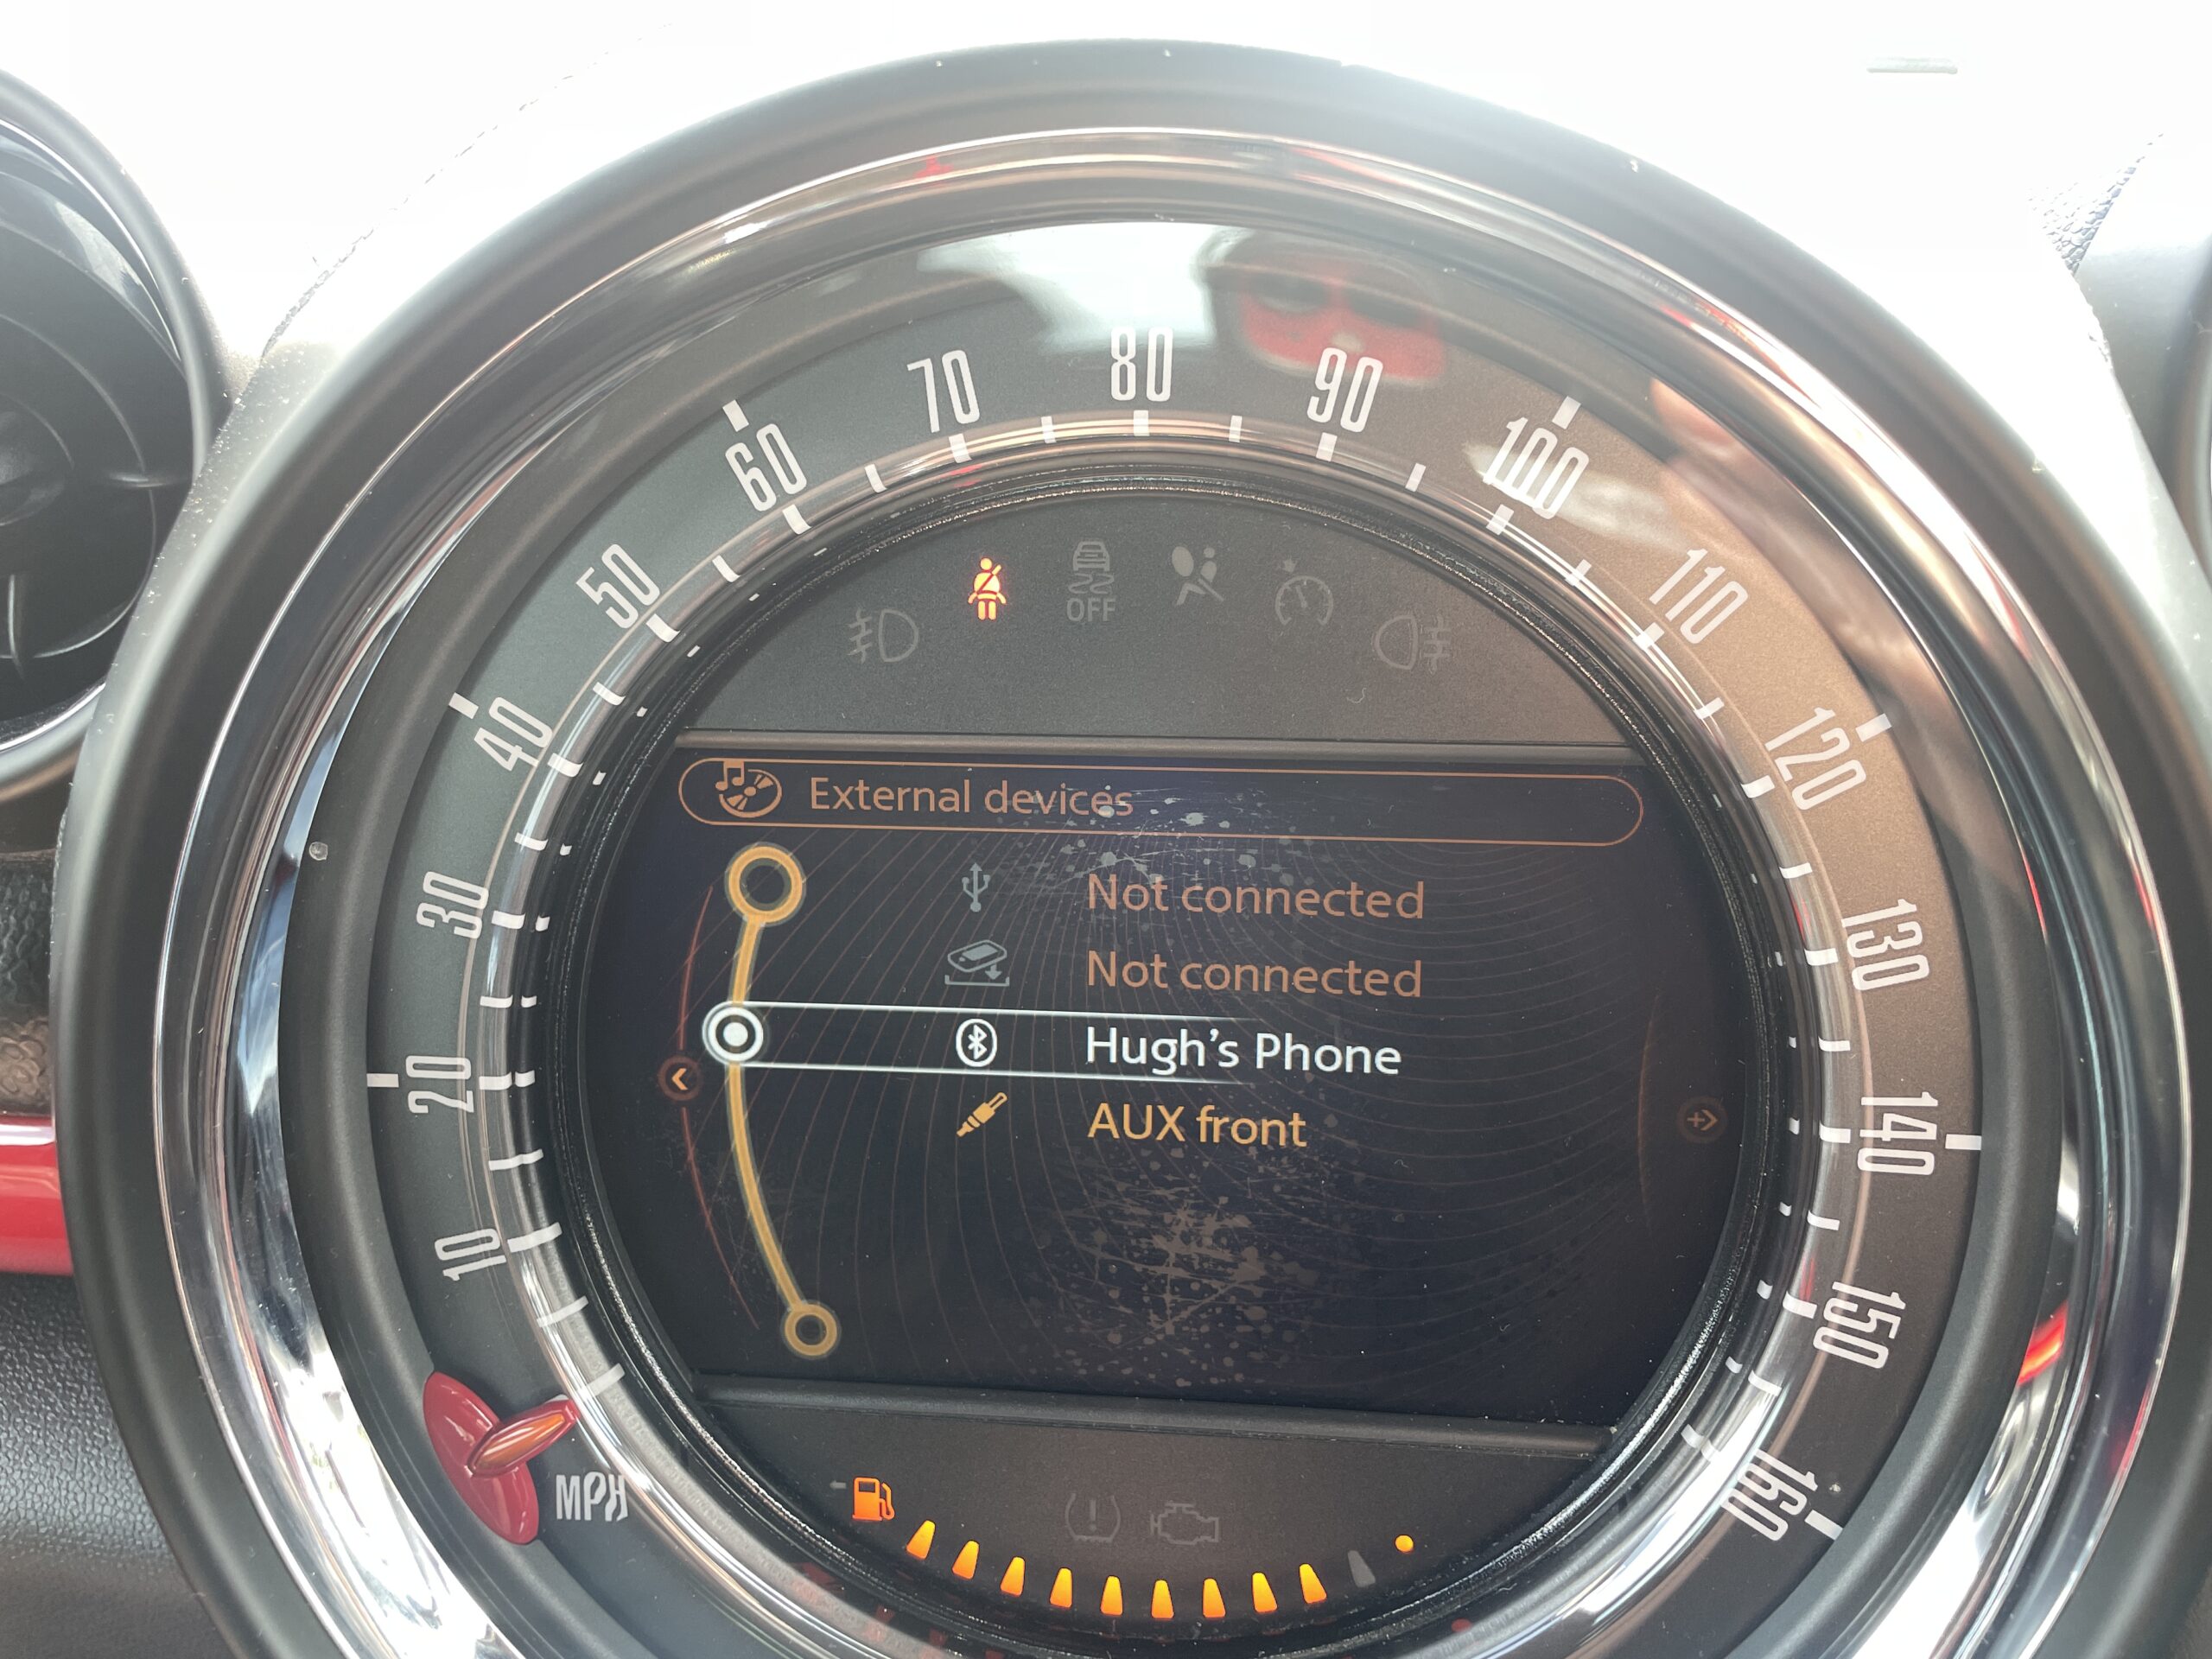 80
70
90
60
100
50
OFF
110
40
120
External devices
30
Not connected
130
Not connected
Hugh's Phone
20
AUX front
140
10
150
MPH
160